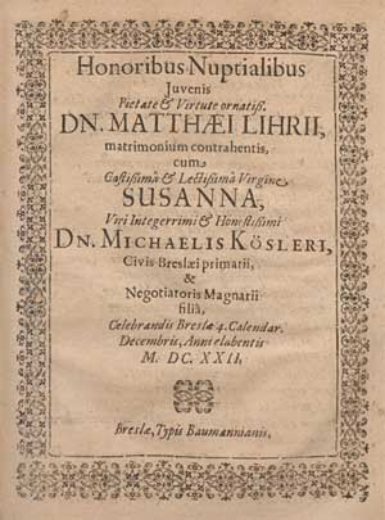 Honoribus Nuptialibus
Juvenis
Pietate & Virtute ornatiß.
DN. MATTHÆI LIHRII,
matrimonium contrahentis,
cum
Castißimâ & Lectißimâ Virgine
SUSANNA,
Viri Integerrimi & Honestißimi
DN. MICHAELIS KÖSLERI,
Civis Breslæi primarii,
&
Negotiatoris Magnarii
filiâ,
Celebrandis Breslæ 4. Calendar.
Decembris, Anni elabentis
M. DC. XXII,
Breslæ, Typis Baumannianis,